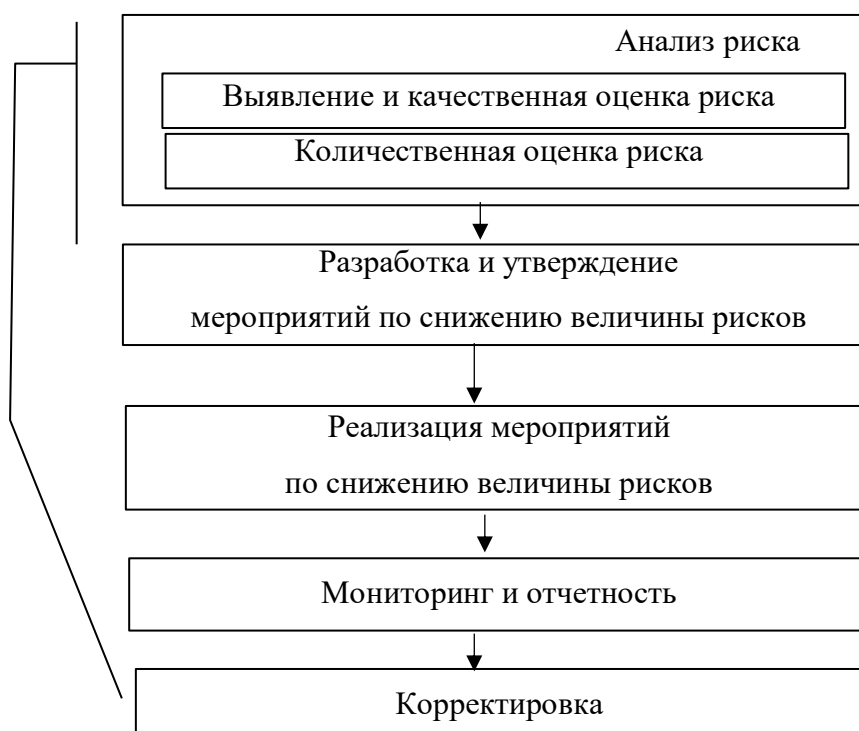 Анализ риска
Выявление и качественная оценка риска
Количественная оценка риска
Разработка и утверждение
мероприятий по снижению величины рисков
Реализация мероприятий
по снижению величины рисков
Мониторинг и отчетность
Корректировка